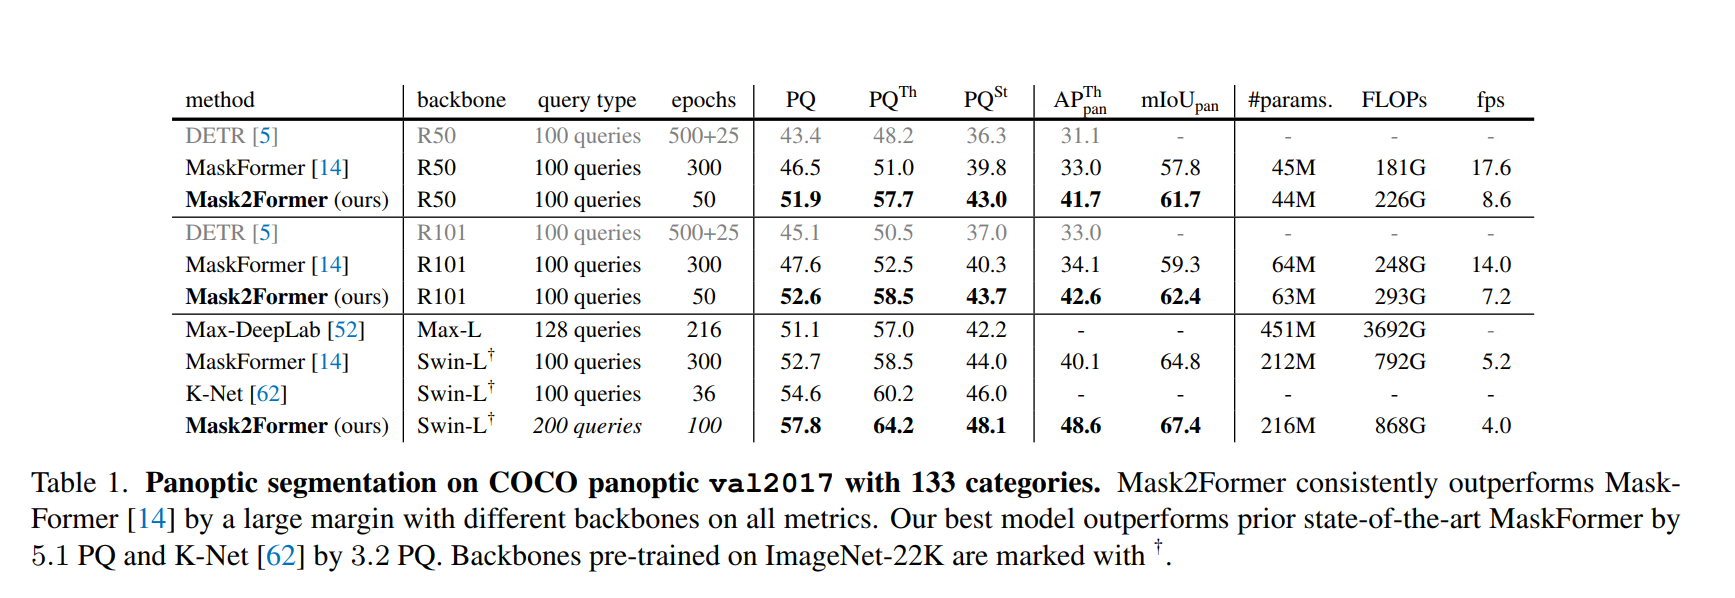 method backbone query type epochs PQ PQ^Th PQ^St AP^Th_pan mIoU_pan #params. FLOPs fps
DETR [5] R50 100 queries 500+25 43.4 48.2 36.3 31.1 - - - -
MaskFormer [14] R50 100 queries 300 46.5 51.0 39.8 33.0 57.8 45M 181G 17.6
Mask2Former (ours) R50 100 queries 50 51.9 57.7 43.0 41.7 61.7 44M 226G 8.6
DETR [5] R101 100 queries 500+25 45.1 50.5 37.0 33.0 - - - -
MaskFormer [14] R101 100 queries 300 47.6 52.5 40.3 34.1 59.3 64M 248G 14.0
Mask2Former (ours) R101 100 queries 50 52.6 58.5 43.7 42.6 62.4 63M 293G 7.2
Max-DeepLab [52] Max-L 128 queries 216 51.1 57.0 42.2 - - 451M 3692G -
MaskFormer [14] Swin-L† 100 queries 300 52.7 58.5 44.0 40.1 64.8 212M 792G 5.2
K-Net [62] Swin-L† 100 queries 36 54.6 60.2 46.0 - - - - -
Mask2Former (ours) Swin-L† 200 queries 100 57.8 64.2 48.1 48.6 67.4 216M 868G 4.0
Table 1. Panoptic segmentation on COCO panoptic val2017 with 133 categories. Mask2Former consistently outperforms Mask-
Former [14] by a large margin with different backbones on all metrics. Our best model outperforms prior state-of-the-art MaskFormer by
5.1 PQ and K-Net [62] by 3.2 PQ. Backbones pre-trained on ImageNet-22K are marked with †.